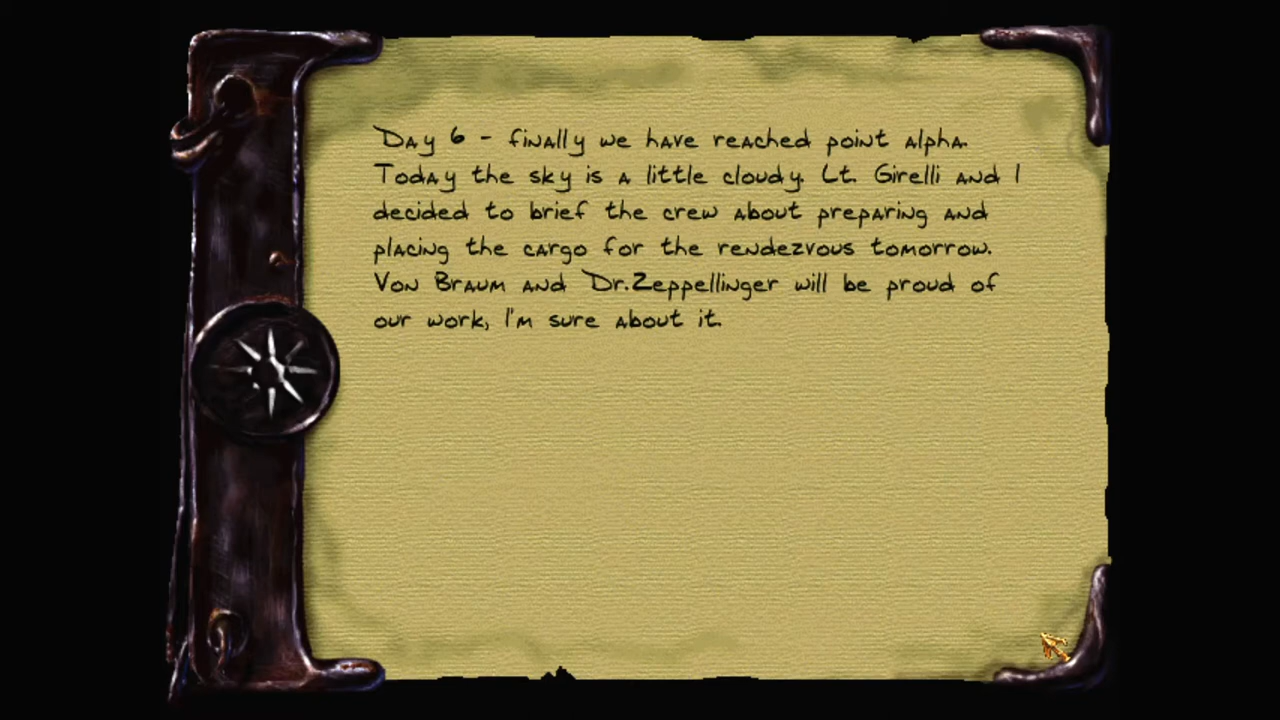 Day 6 - finally we have reached point alpha.
Today the sky is a little cloudy. Lt. Girelli and I
decided to brief the crew about preparing and
placing the cargo for the rendezvous tomorrow.
Von Braum and Dr.Zeppellinger will be proud of
our work, I'm sure about it.